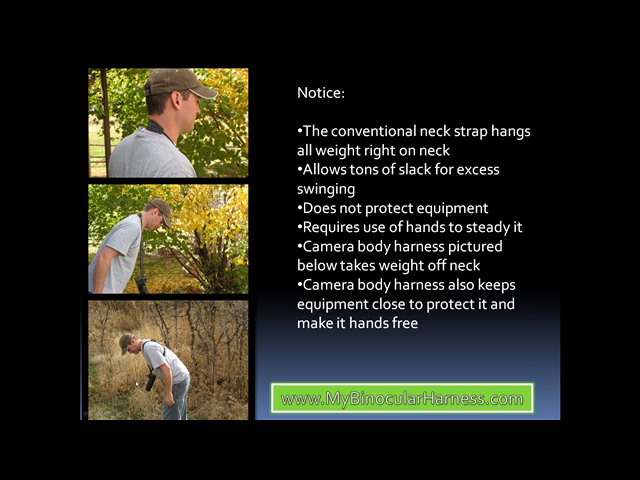 Notice:
•The conventional neck strap hangs
all weight right on neck
•Allows tons of slack for excess
swinging
•Does not protect equipment
•Requires use of hands to steady it
•Camera body harness pictured
below takes weight off neck
•Camera body harness also keeps
equipment close to protect it and
make it hands free
www.MyBinocularHarness.com